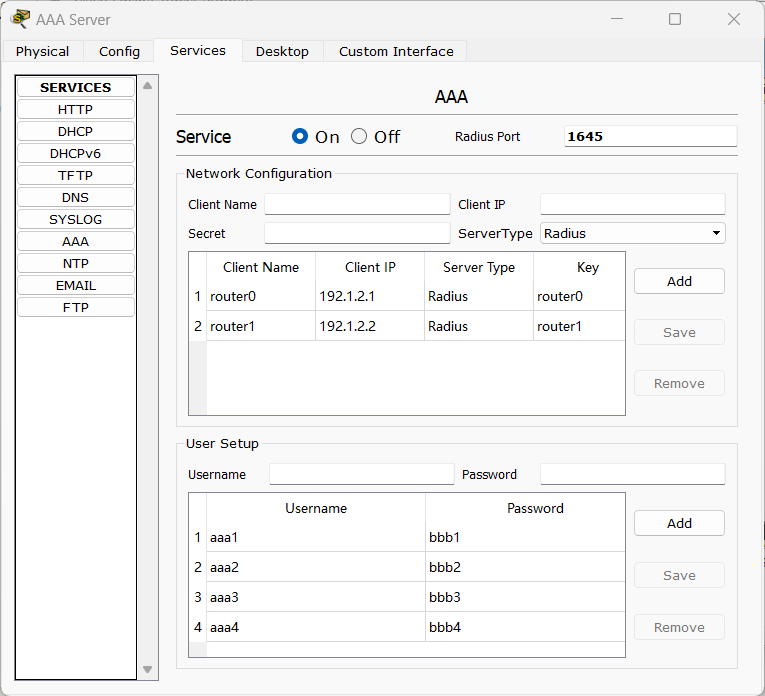 AAA Server
Physical Config Services Desktop Custom Interface
SERVICES
HTTP
DHCP
DHCPv6
TFTP
DNS
SYSLOG
AAA
NTP
EMAIL
FTP
AAA
Service On Off Radius Port 1645
Network Configuration
Client Name Client IP
Secret ServerType Radius
Client Name Client IP Server Type Key
1 router0 192.1.2.1 Radius router0
2 router1 192.1.2.2 Radius router1
Add
Save
Remove
User Setup
Username Password
Username Password
1 aaa1 bbb1
2 aaa2 bbb2
3 aaa3 bbb3
4 aaa4 bbb4
Add
Save
Remove